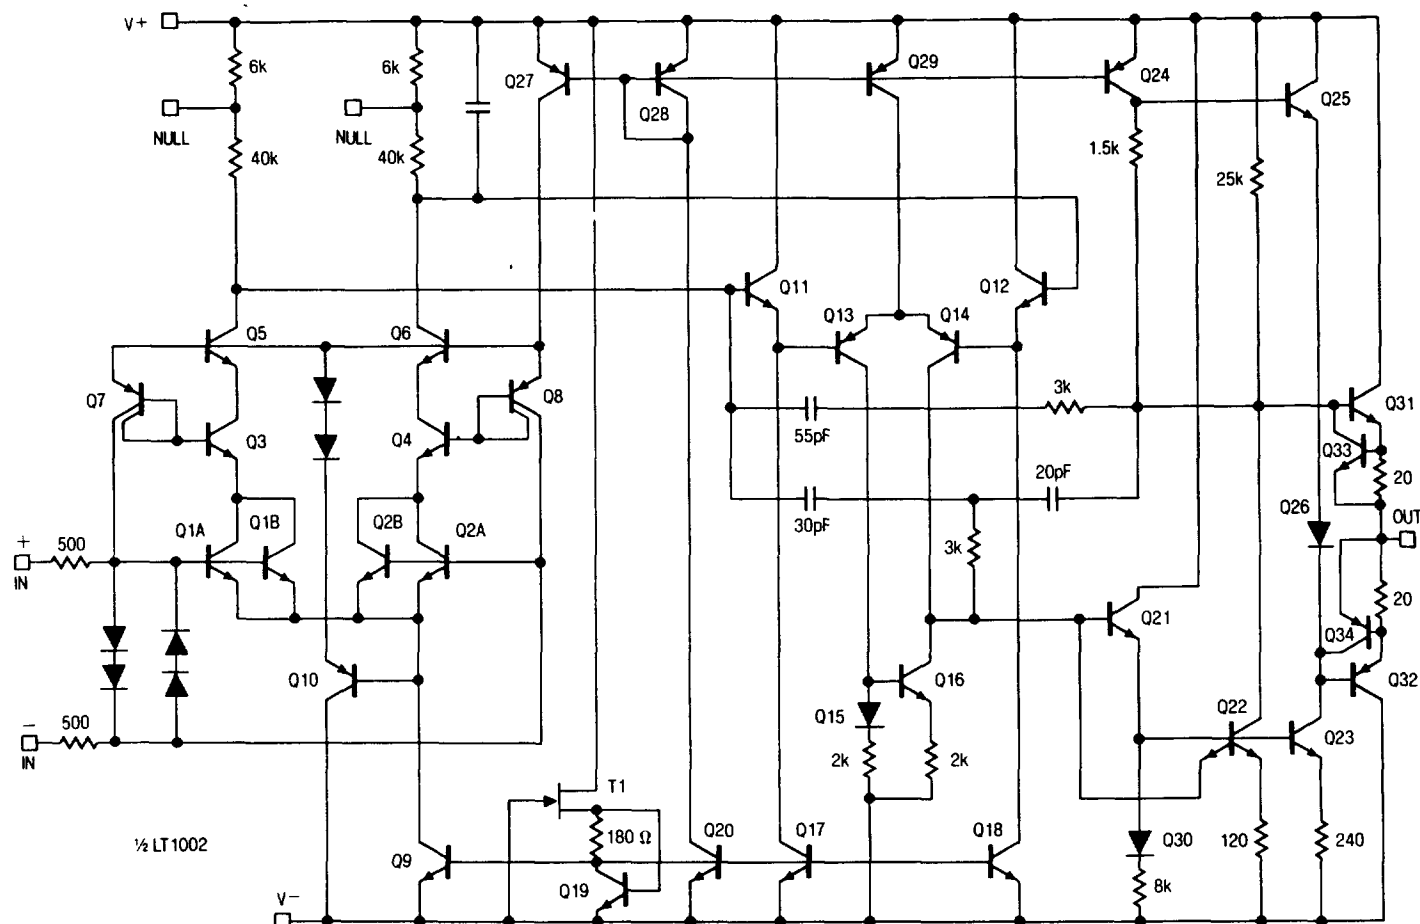 V+
6k
6k
Q27
Q28
Q29
Q24
Q25
NULL
NULL
40k
40k
1.5k
25k
Q11
Q12
Q13
Q14
Q5
Q6
Q7
Q8
3k
Q31
55pF
Q33
Q3
Q4
20pF
20
30pF
Q26
OUT
Q1A
Q1B
Q2B
Q2A
+
500
IN
3k
20
Q21
Q34
Q10
Q16
Q32
–
500
IN
Q15
Q22
Q23
2k
2k
T1
180 Ω
Q20
Q17
Q18
Q30
120
240
½ LT1002
Q9
Q19
8k
V–